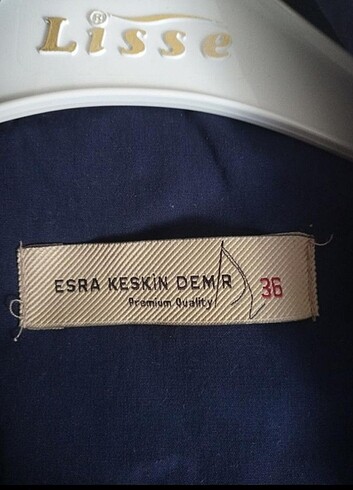 Lisse
®
ESRA KESKİN DEMİR
Premium Quality
36